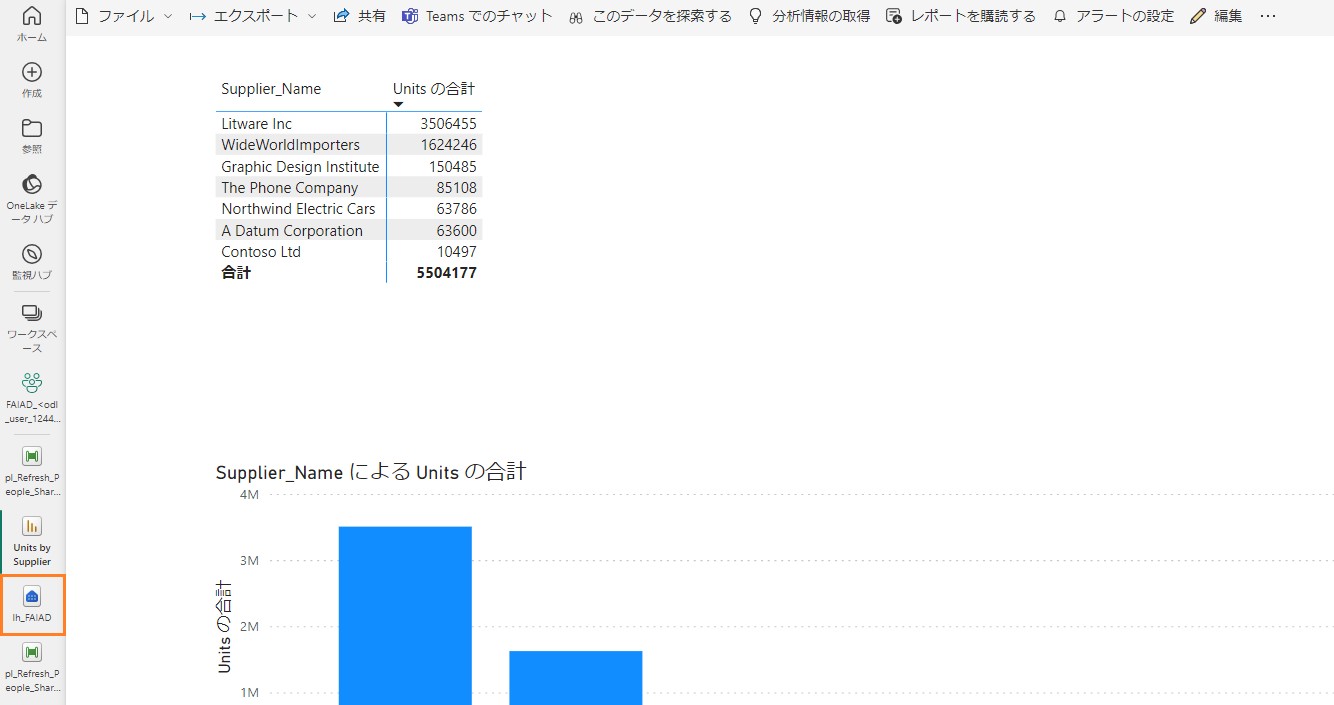 ファイル エクスポート 共有 Teams でのチャット このデータを探索する 分析情報の取得 レポートを購読する アラートの設定 編集 ...
ホーム
作成
参照
OneLake デ
ータ ハブ
監視ハブ
ワークスペ
ース
FAIAD_<odl
_user_1244...
pl_Refresh_P
eople_Shar...
Units by
Supplier
lh_FAIAD
pl_Refresh_P
eople_Shar...
Supplier_Name Units の合計
Litware Inc 3506455
WideWorldImporters 1624246
Graphic Design Institute 150485
The Phone Company 85108
Northwind Electric Cars 63786
A Datum Corporation 63600
Contoso Ltd 10497
合計 5504177
Supplier_Name による Units の合計
4M
3M
2M
1M
Units の合計